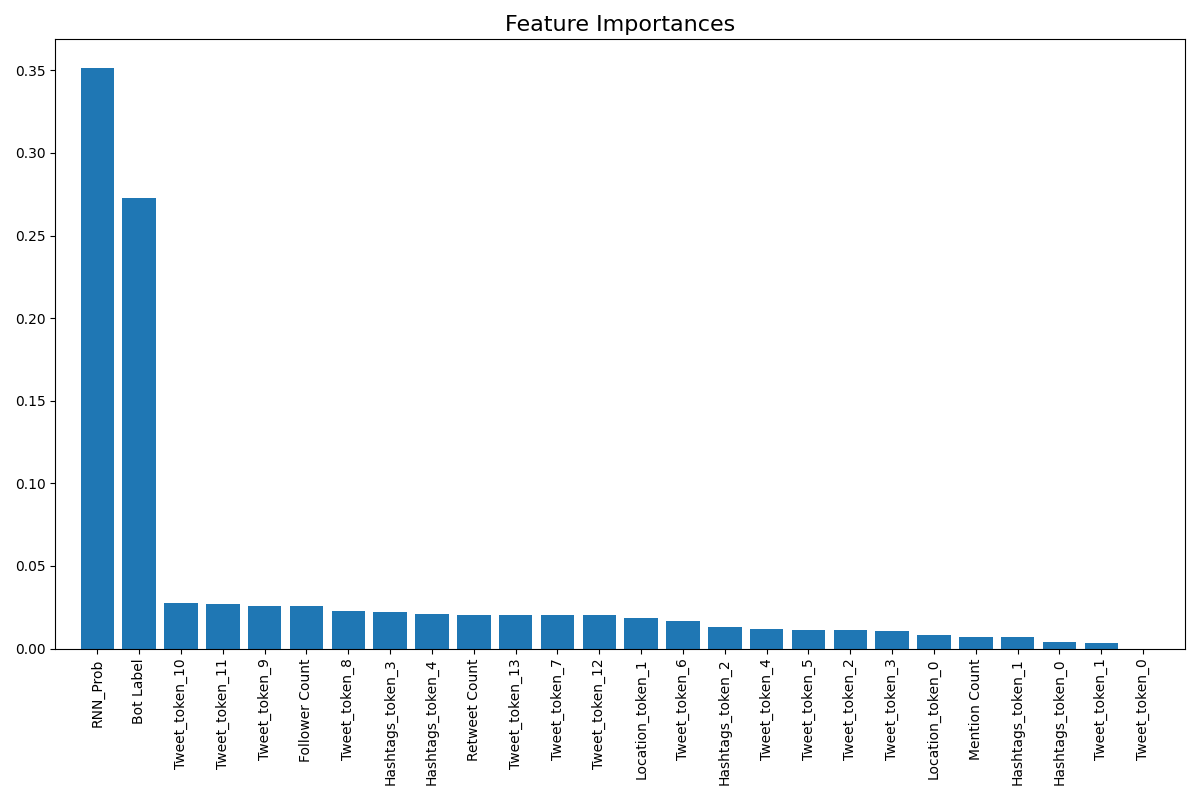 Feature Importances
0.35
0.30
0.25
0.20
0.15
0.10
0.05
0.00
RNN_Prob
Bot Label
Tweet_token_10
Tweet_token_11
Tweet_token_9
Follower Count
Tweet_token_8
Hashtags_token_3
Hashtags_token_4
Retweet Count
Tweet_token_13
Tweet_token_7
Tweet_token_12
Location_token_1
Tweet_token_6
Hashtags_token_2
Tweet_token_4
Tweet_token_5
Tweet_token_2
Tweet_token_3
Location_token_0
Mention Count
Hashtags_token_1
Hashtags_token_0
Tweet_token_1
Tweet_token_0